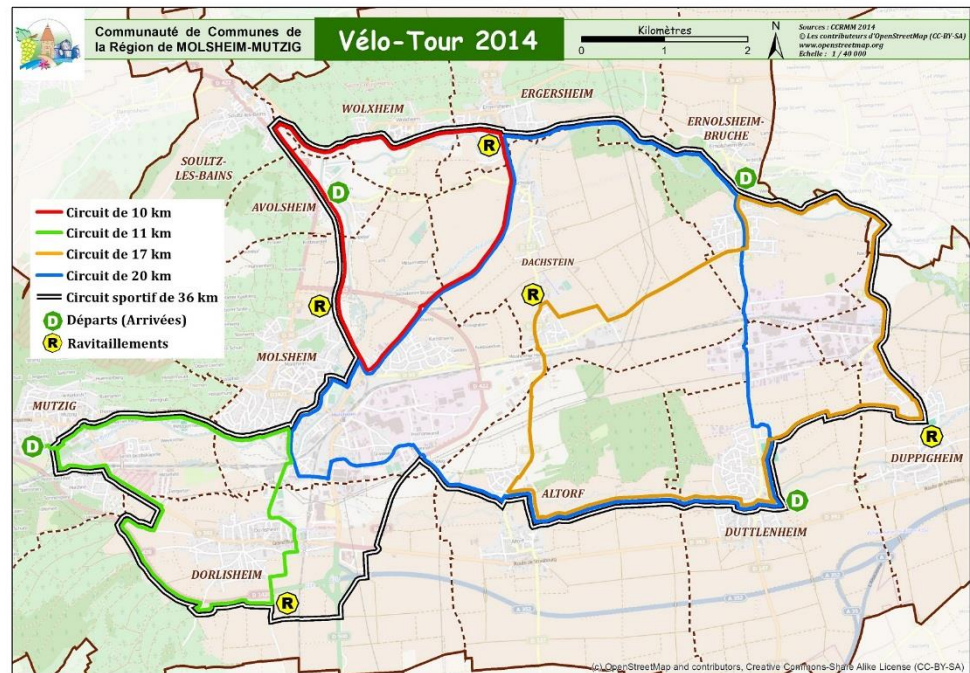 Communauté de Communes de
la Région de MOLSHEIM-MUTZIG
Vélo-Tour 2014
Kilomètres
0 1 2
N
Sources : CCRMM 2014
© Les contributeurs d'OpenStreetMap (CC-BY-SA)
www.openstreetmap.org
Echelle : 1 / 40 000
WOLXHEIM
ERGERSHEIM
ERNOLSHEIM-
BRUCHE
SOULTZ-
LES-BAINS
AVOLSHEIM
R
D
D
Circuit de 10 km
Circuit de 11 km
Circuit de 17 km
Circuit de 20 km
Circuit sportif de 36 km
D Départs (Arrivées)
R Ravitaillements
DACHSTEIN
R
R
MOLSHEIM
MUTZIG
D
R
DUPPIGHEIM
ALTORF
D
DUTTLENHEIM
DORLISHEIM
R
(c) OpenStreetMap and contributors, Creative Commons-Share Alike License (CC-BY-SA)